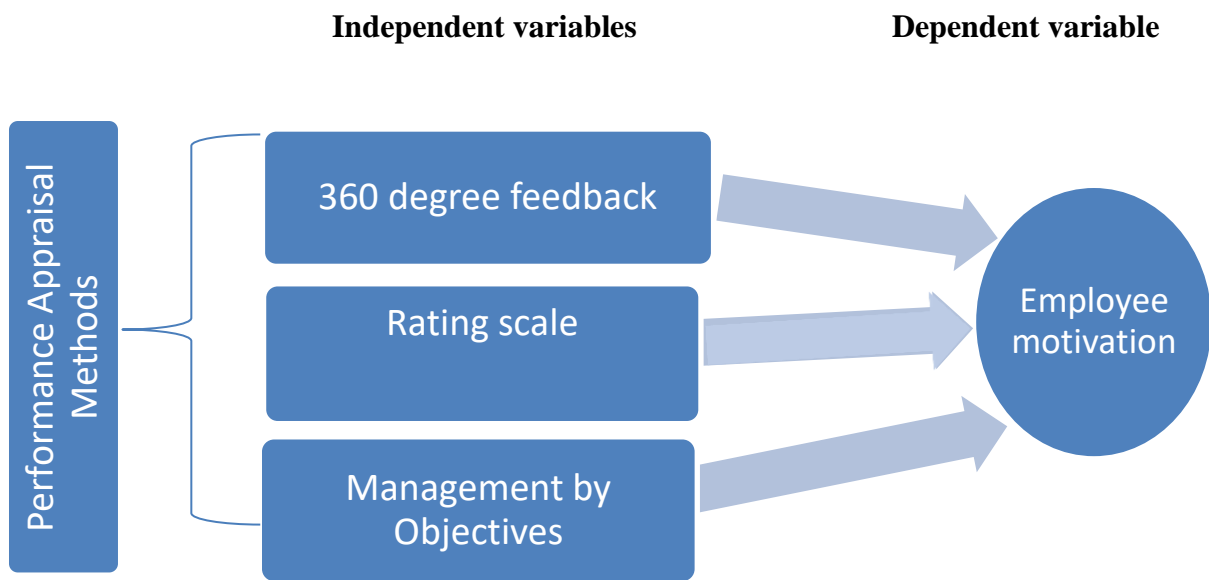 Independent variables
Dependent variable
Performance Appraisal
Methods
360 degree feedback
Rating scale
Management by
Objectives
Employee
motivation